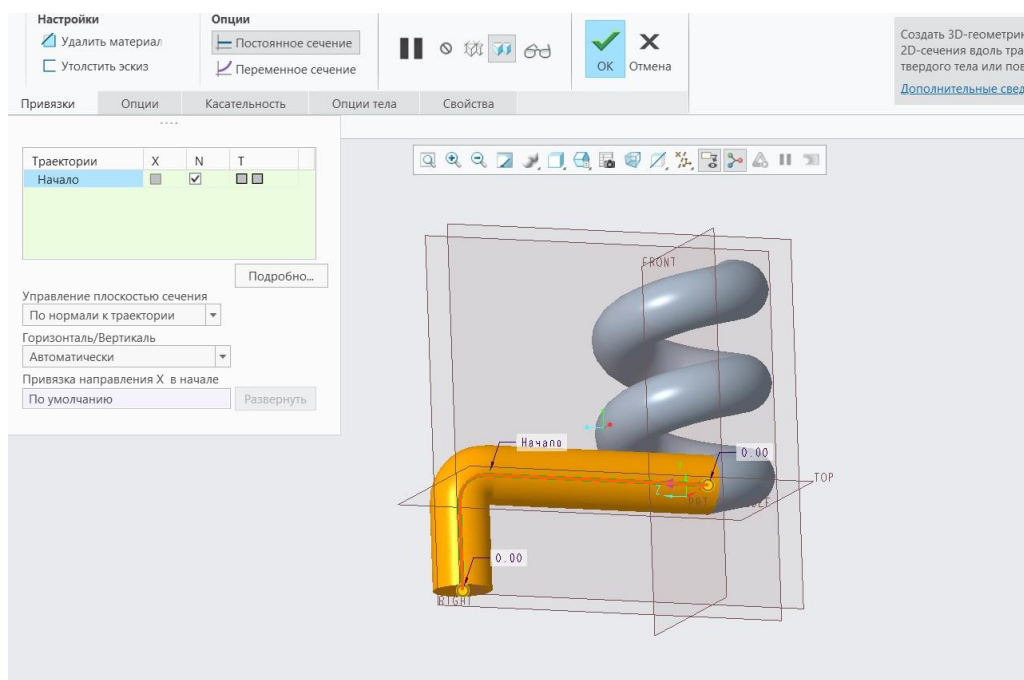 Настройки
Удалить материал
Утолстить эскиз
Опции
Постоянное сечение
Переменное сечение
ОК
Отмена
Создать 3D-геометрин
2D-сечения вдоль тра
твердого тела или пов
Дополнительные свед
Привязки Опции Касательность Опции тела Свойства
Траектории X N T
Начало
Подробно...
Управление плоскостью сечения
По нормали к траектории
Горизонталь/Вертикаль
Автоматически
Привязка направления X в начале
По умолчанию Развернуть
FRONT
Начало
0.00
TOP
Z
0.00
RIGHT